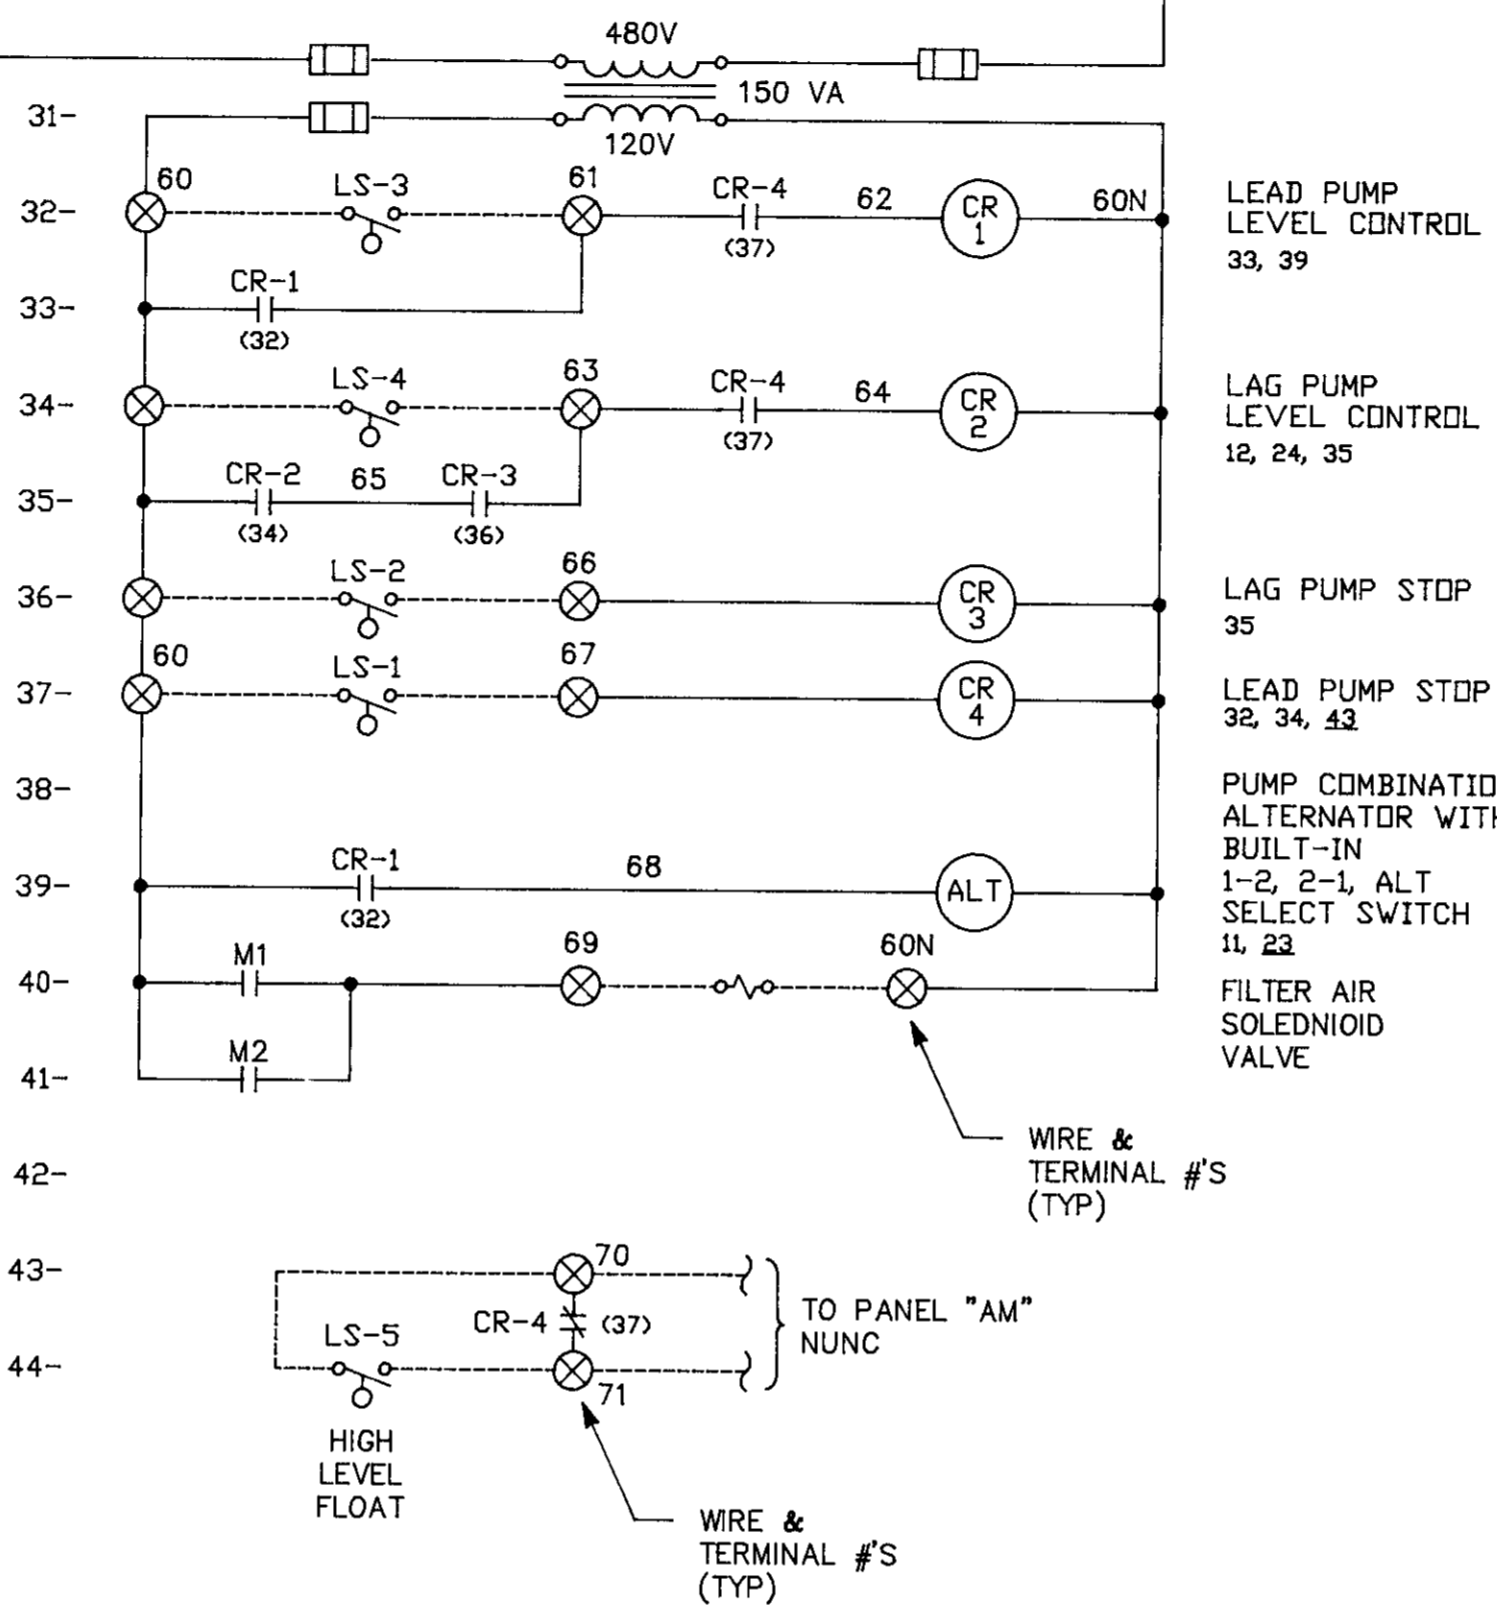 480V
150 VA
31-
120V
60
LS-3
61
CR-4
62
CR
1
60N
32-
(37)
LEAD PUMP
LEVEL CONTROL
33, 39
CR-1
33-
(32)
LS-4
63
CR-4
64
CR
2
34-
(37)
LAG PUMP
LEVEL CONTROL
12, 24, 35
CR-2
65
CR-3
35-
(34)
(36)
LS-2
66
CR
3
36-
LAG PUMP STOP
35
60
LS-1
67
CR
4
37-
LEAD PUMP STOP
32, 34, 43
38-
PUMP COMBINATIO
ALTERNATOR WITH
BUILT-IN
1-2, 2-1, ALT
SELECT SWITCH
11, 23
CR-1
68
39-
ALT
(32)
M1
69
60N
40-
FILTER AIR
SOLEDNIOID
VALVE
M2
41-
WIRE &
TERMINAL #'S
(TYP)
42-
43-
70
CR-4
(37)
TO PANEL "AM"
NUNC
LS-5
44-
71
HIGH
LEVEL
FLOAT
WIRE &
TERMINAL #'S
(TYP)